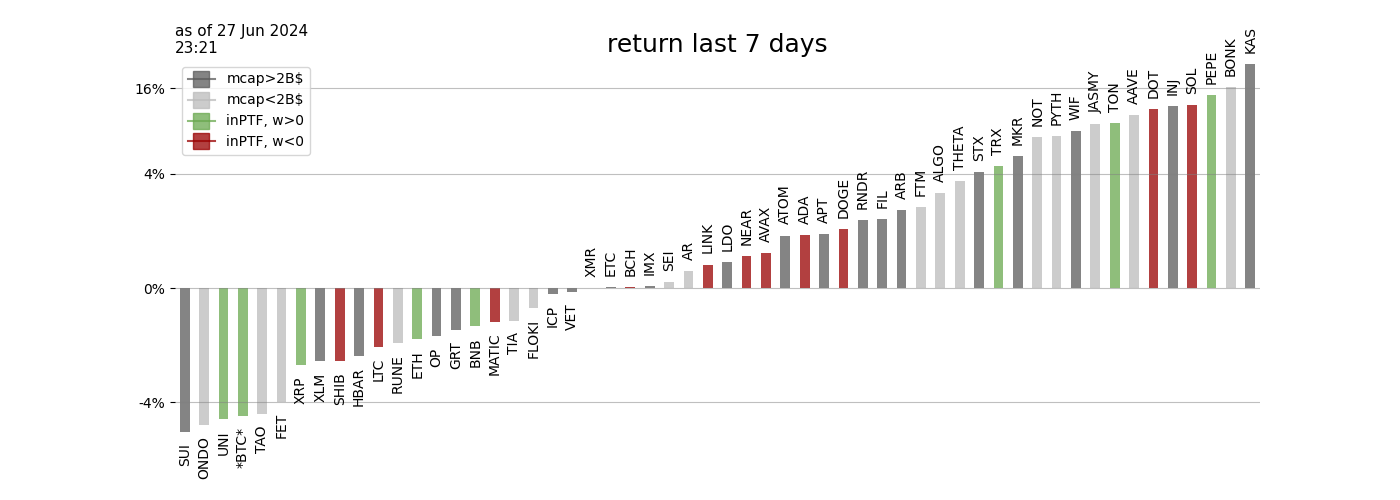 as of 27 Jun 2024
23:21
return last 7 days
mcap>2B$
mcap<2B$
inPTF, w>0
inPTF, w<0
16%
4%
0%
-4%
SUI
ONDO
UNI
*BTC*
TAO
FET
XRP
XLM
SHIB
HBAR
LTC
RUNE
ETH
OP
GRT
BNB
MATIC
TIA
FLOKI
ICP
VET
XMR
ETC
BCH
IMX
SEI
AR
LINK
LDO
NEAR
AVAX
ATOM
ADA
APT
DOGE
RNDR
FIL
ARB
FTM
ALGO
THETA
STX
TRX
MKR
NOT
PYTH
WIF
JASMY
TON
AAVE
DOT
INJ
SOL
PEPE
BONK
KAS